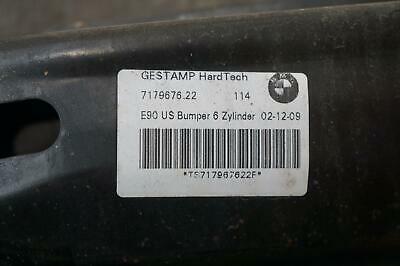 GESTAMP HardTech
7179676.22 114
E90 US Bumper 6 Zylinder 02-12-09
*TS717967622F*